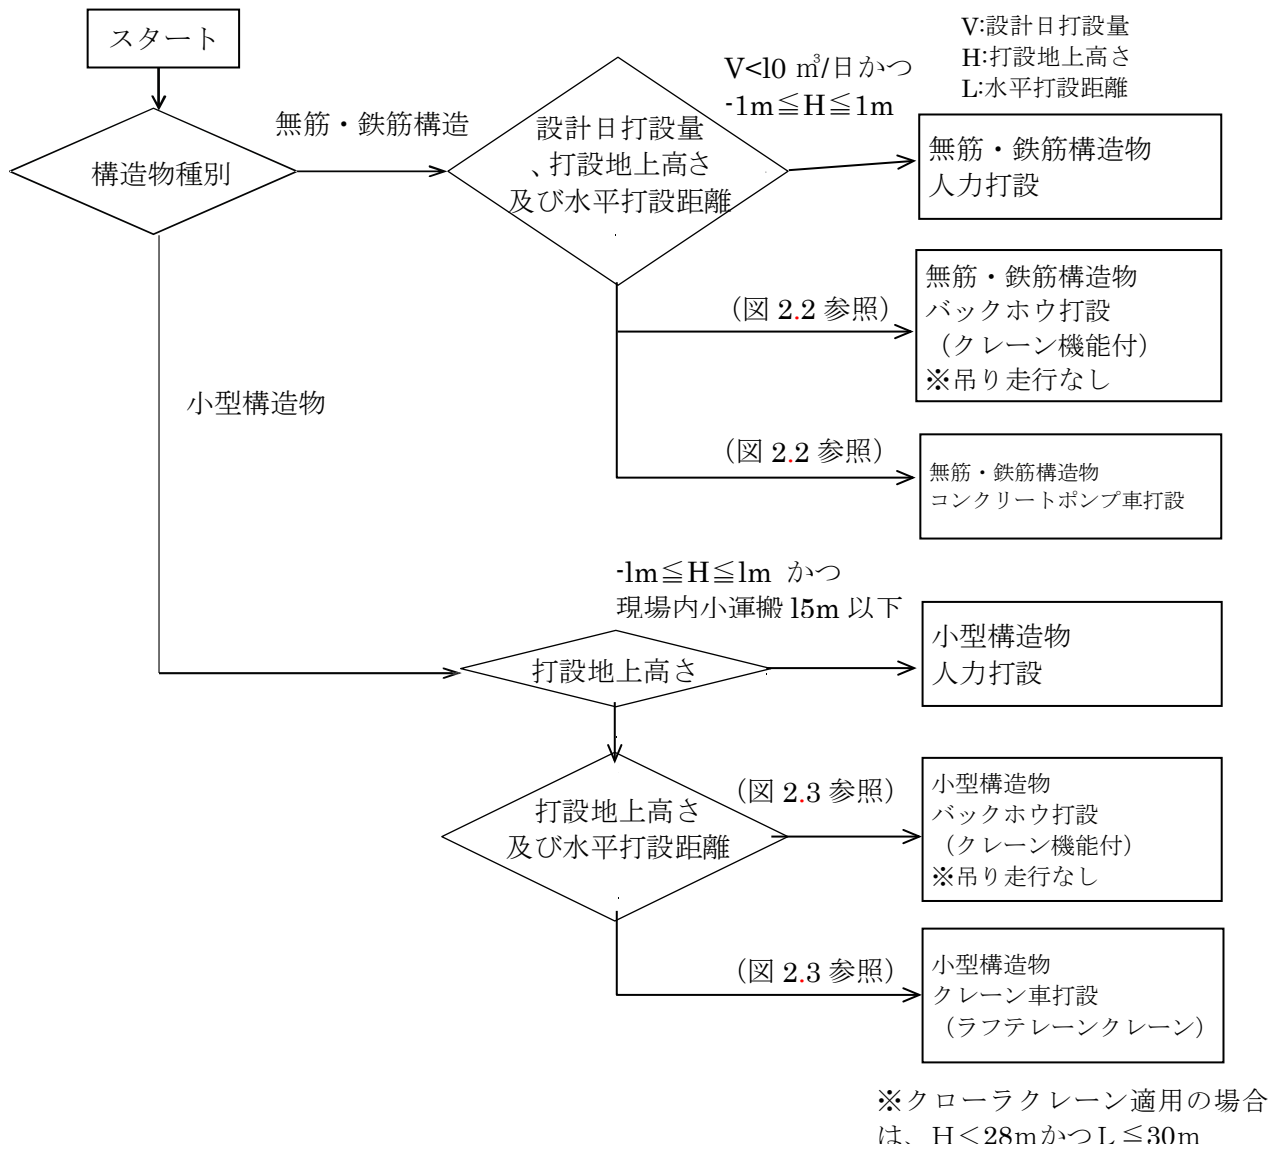 スタート
V:設計日打設量
H:打設地上高さ
L:水平打設距離
構造物種別
無筋・鉄筋構造
設計日打設量
、打設地上高さ
及び水平打設距離
V<10 ㎥/日かつ
-1m≦H≦1m
無筋・鉄筋構造物
人力打設
（図 2.2 参照）
無筋・鉄筋構造物
バックホウ打設
（クレーン機能付）
※吊り走行なし
小型構造物
（図 2.2 参照）
無筋・鉄筋構造物
コンクリートポンプ車打設
-1m≦H≦1m かつ
現場内小運搬 15m 以下
打設地上高さ
小型構造物
人力打設
打設地上高さ
及び水平打設距離
（図 2.3 参照）
小型構造物
バックホウ打設
（クレーン機能付）
※吊り走行なし
（図 2.3 参照）
小型構造物
クレーン車打設
（ラフテレーンクレーン）
※クローラクレーン適用の場合
は、H＜28mかつL≦30m